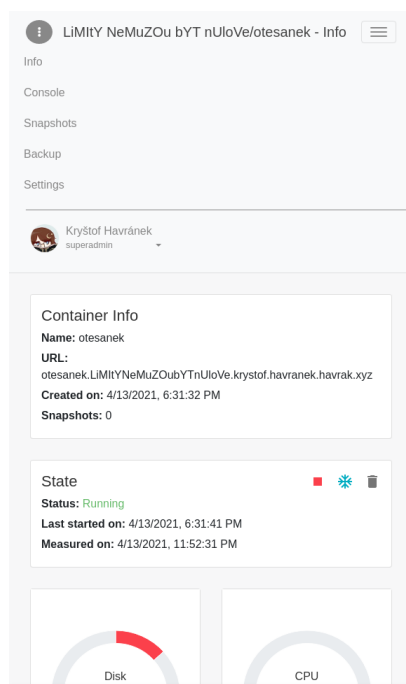 LiMItY NeMuZOu bYT nUloVe/otesanek - Info
Info
Console
Snapshots
Backup
Settings
Kryštof Havránek
superadmin
Container Info
Name: otesanek
URL:
otesanek.LiMItYNeMuZOubYTnUloVe.krystof.havranek.havrak.xyz
Created on: 4/13/2021, 6:31:32 PM
Snapshots: 0
State
Status: Running
Last started on: 4/13/2021, 6:31:41 PM
Measured on: 4/13/2021, 11:52:31 PM
Disk
CPU